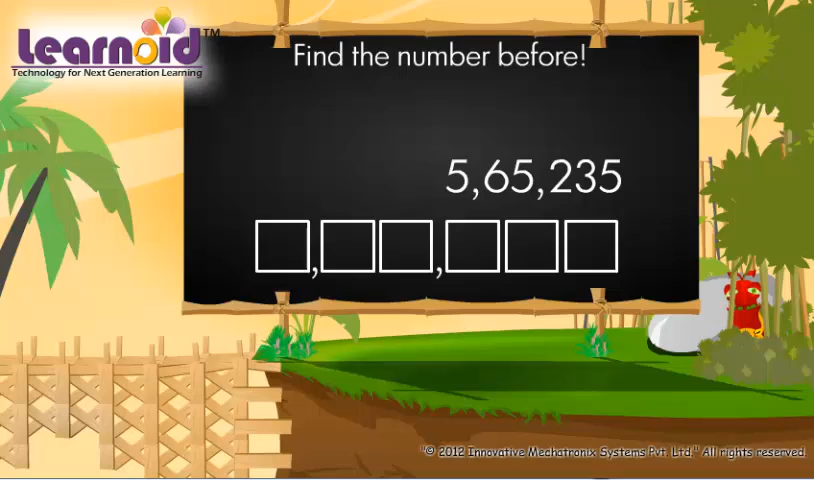 Learnoid™
Technology for Next Generation Learning
Find the number before!
5,65,235
, ,
"© 2012 Innovative Mechatronix Systems Pvt. Ltd." All rights reserved.